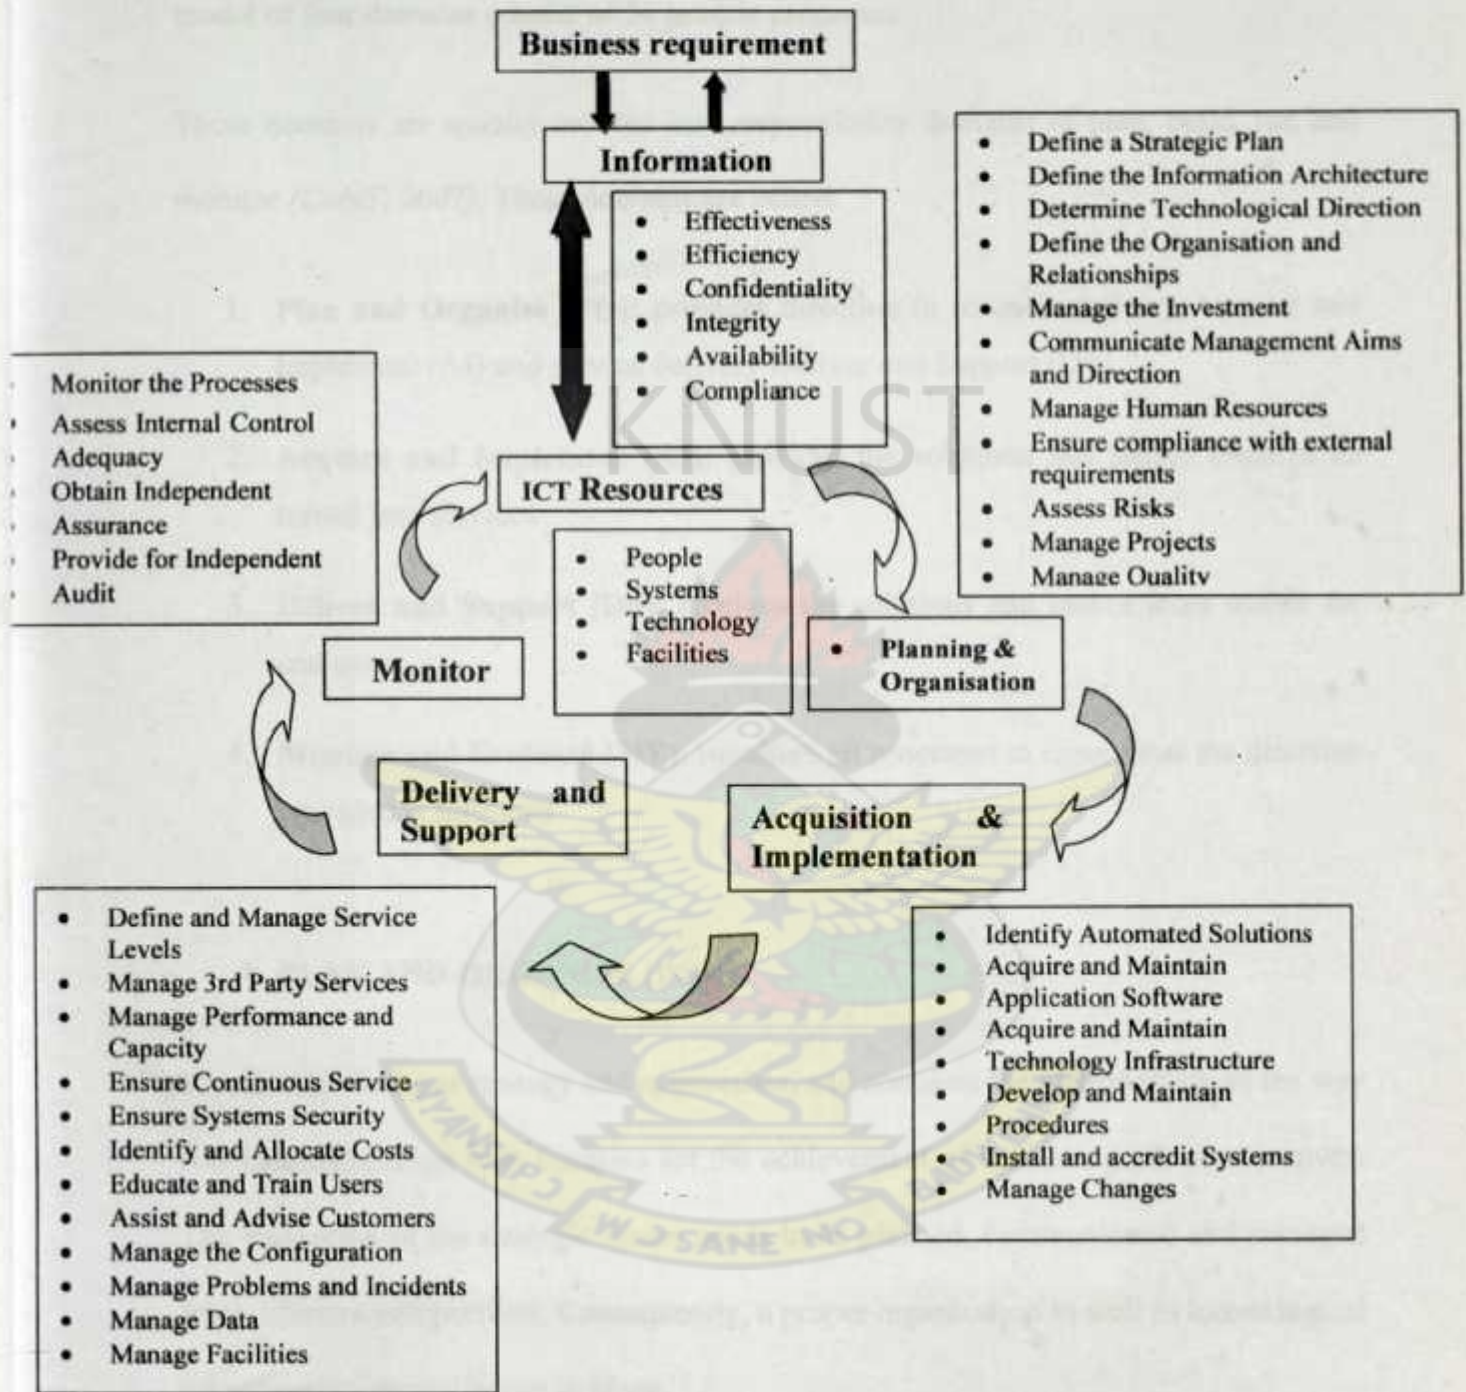 Business requirement
Information
• Effectiveness
• Efficiency
• Confidentiality
• Integrity
• Availability
• Compliance
• Define a Strategic Plan
• Define the Information Architecture
• Determine Technological Direction
• Define the Organisation and
Relationships
• Manage the Investment
• Communicate Management Aims
and Direction
• Manage Human Resources
• Ensure compliance with external
requirements
• Assess Risks
• Manage Projects
• Manage Quality
Monitor the Processes
Assess Internal Control
Adequacy
Obtain Independent
Assurance
Provide for Independent
Audit
KNUST
ICT Resources
• People
• Systems
• Technology
• Facilities
Monitor
• Planning &
Organisation
Delivery and
Support
Acquisition &
Implementation
• Define and Manage Service
Levels
• Manage 3rd Party Services
• Manage Performance and
Capacity
• Ensure Continuous Service
• Ensure Systems Security
• Identify and Allocate Costs
• Educate and Train Users
• Assist and Advise Customers
• Manage the Configuration
• Manage Problems and Incidents
• Manage Data
• Manage Facilities
• Identify Automated Solutions
• Acquire and Maintain
• Application Software
• Acquire and Maintain
• Technology Infrastructure
• Develop and Maintain
• Procedures
• Install and accredit Systems
• Manage Changes
NYANSAPƆ
WƆ SANE NO
BADWENMA